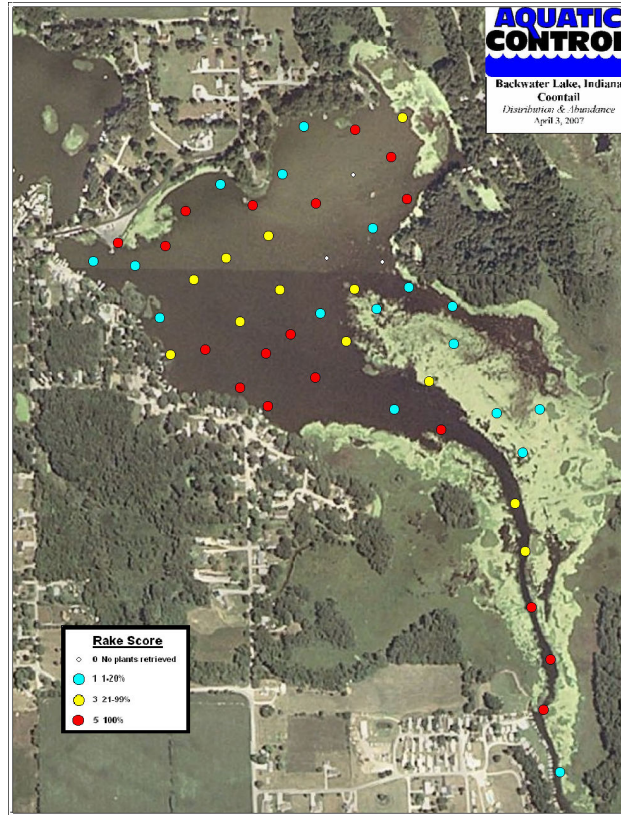 AQUATIC
CONTROL
Backwater Lake, Indiana
Coontail
Distribution & Abundance
April 3, 2007
Rake Score
0 No plants retrieved
1 1-20%
3 21-99%
5 100%